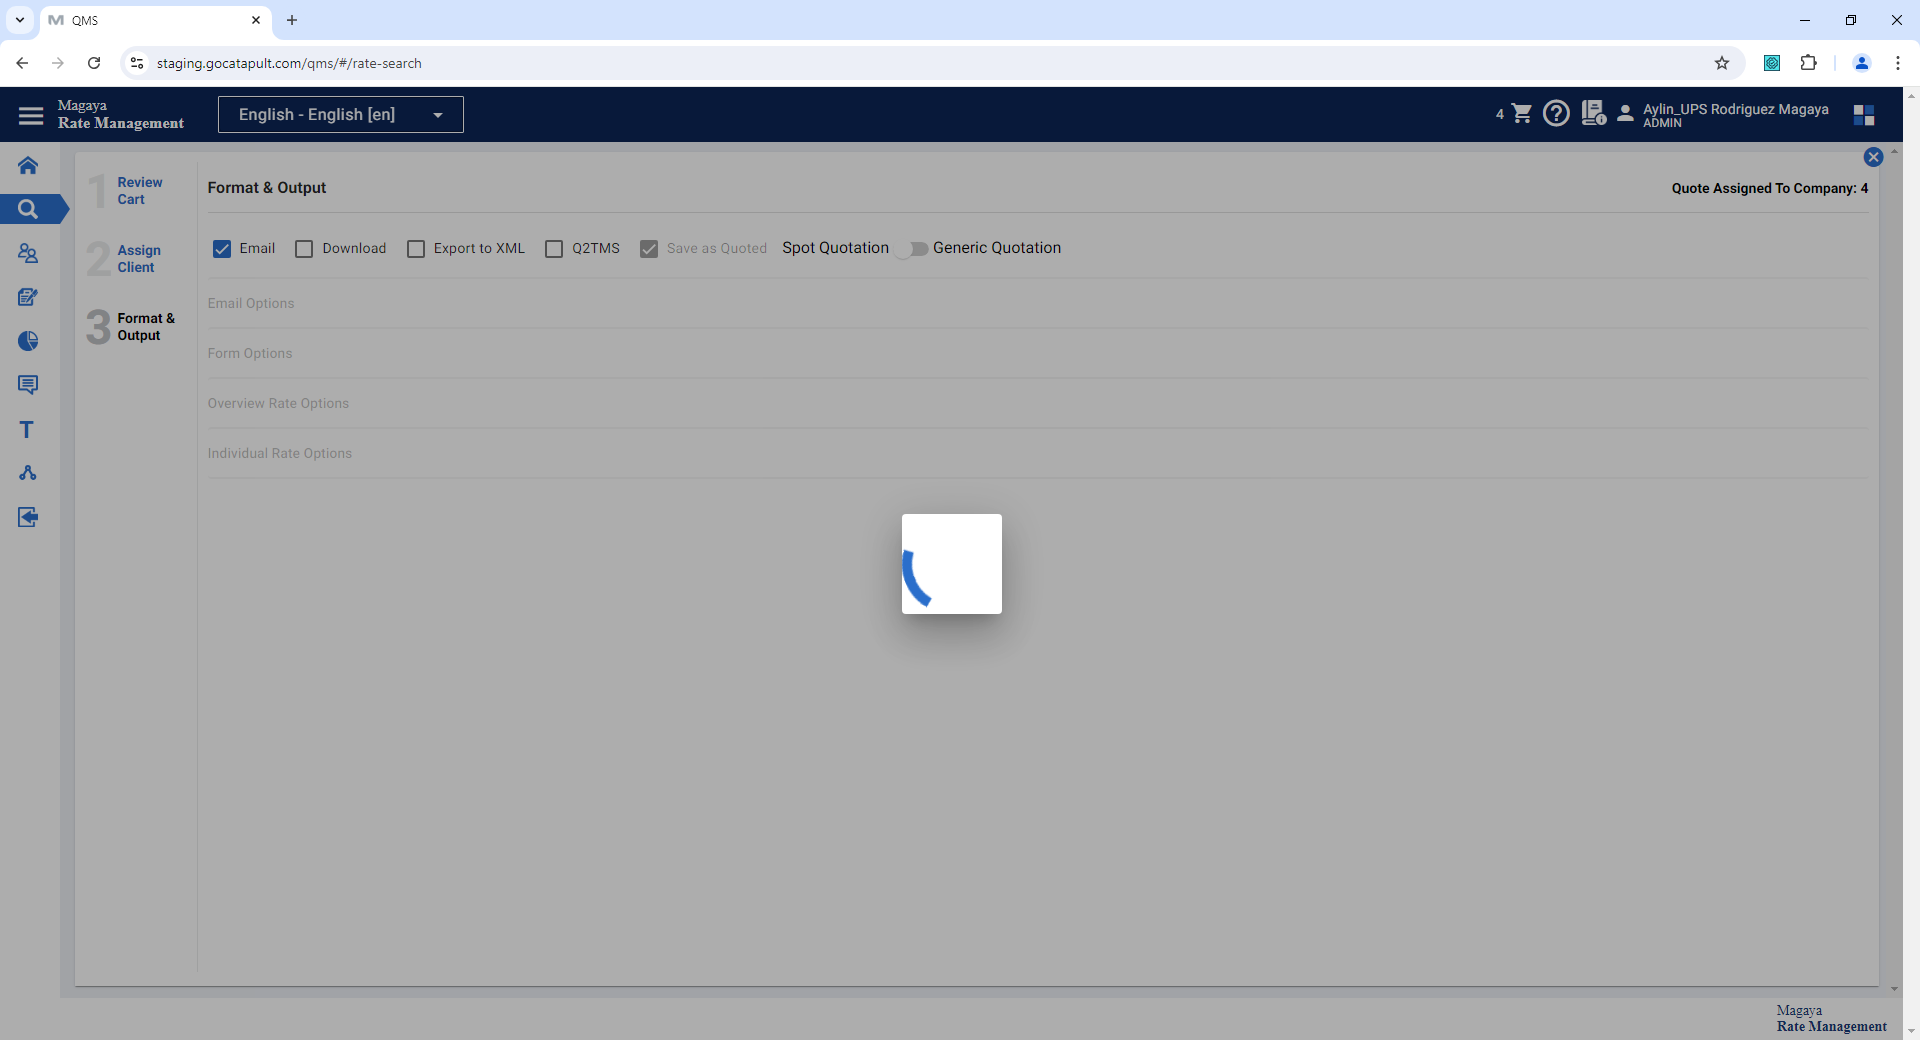 QMS
staging.gocatapult.com/qms/#/rate-search
Magaya
Rate Management
English - English [en]
4
Aylin_UPS Rodriguez Magaya
ADMIN
1 Review
Cart
2 Assign
Client
3 Format &
Output
Format & Output
Quote Assigned To Company: 4
Email
Download
Export to XML
Q2TMS
Save as Quoted
Spot Quotation
Generic Quotation
Email Options
Form Options
Overview Rate Options
Individual Rate Options
Magaya
Rate Management